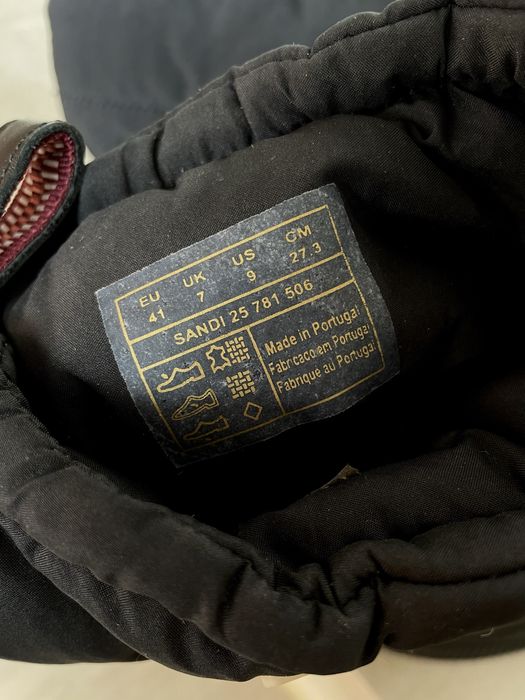 EU UK US CM
41 7 9 27.3
SANDI 25 781 506
Made in Portugal
Fabricado em Portugal
Fabriqué au Portugal